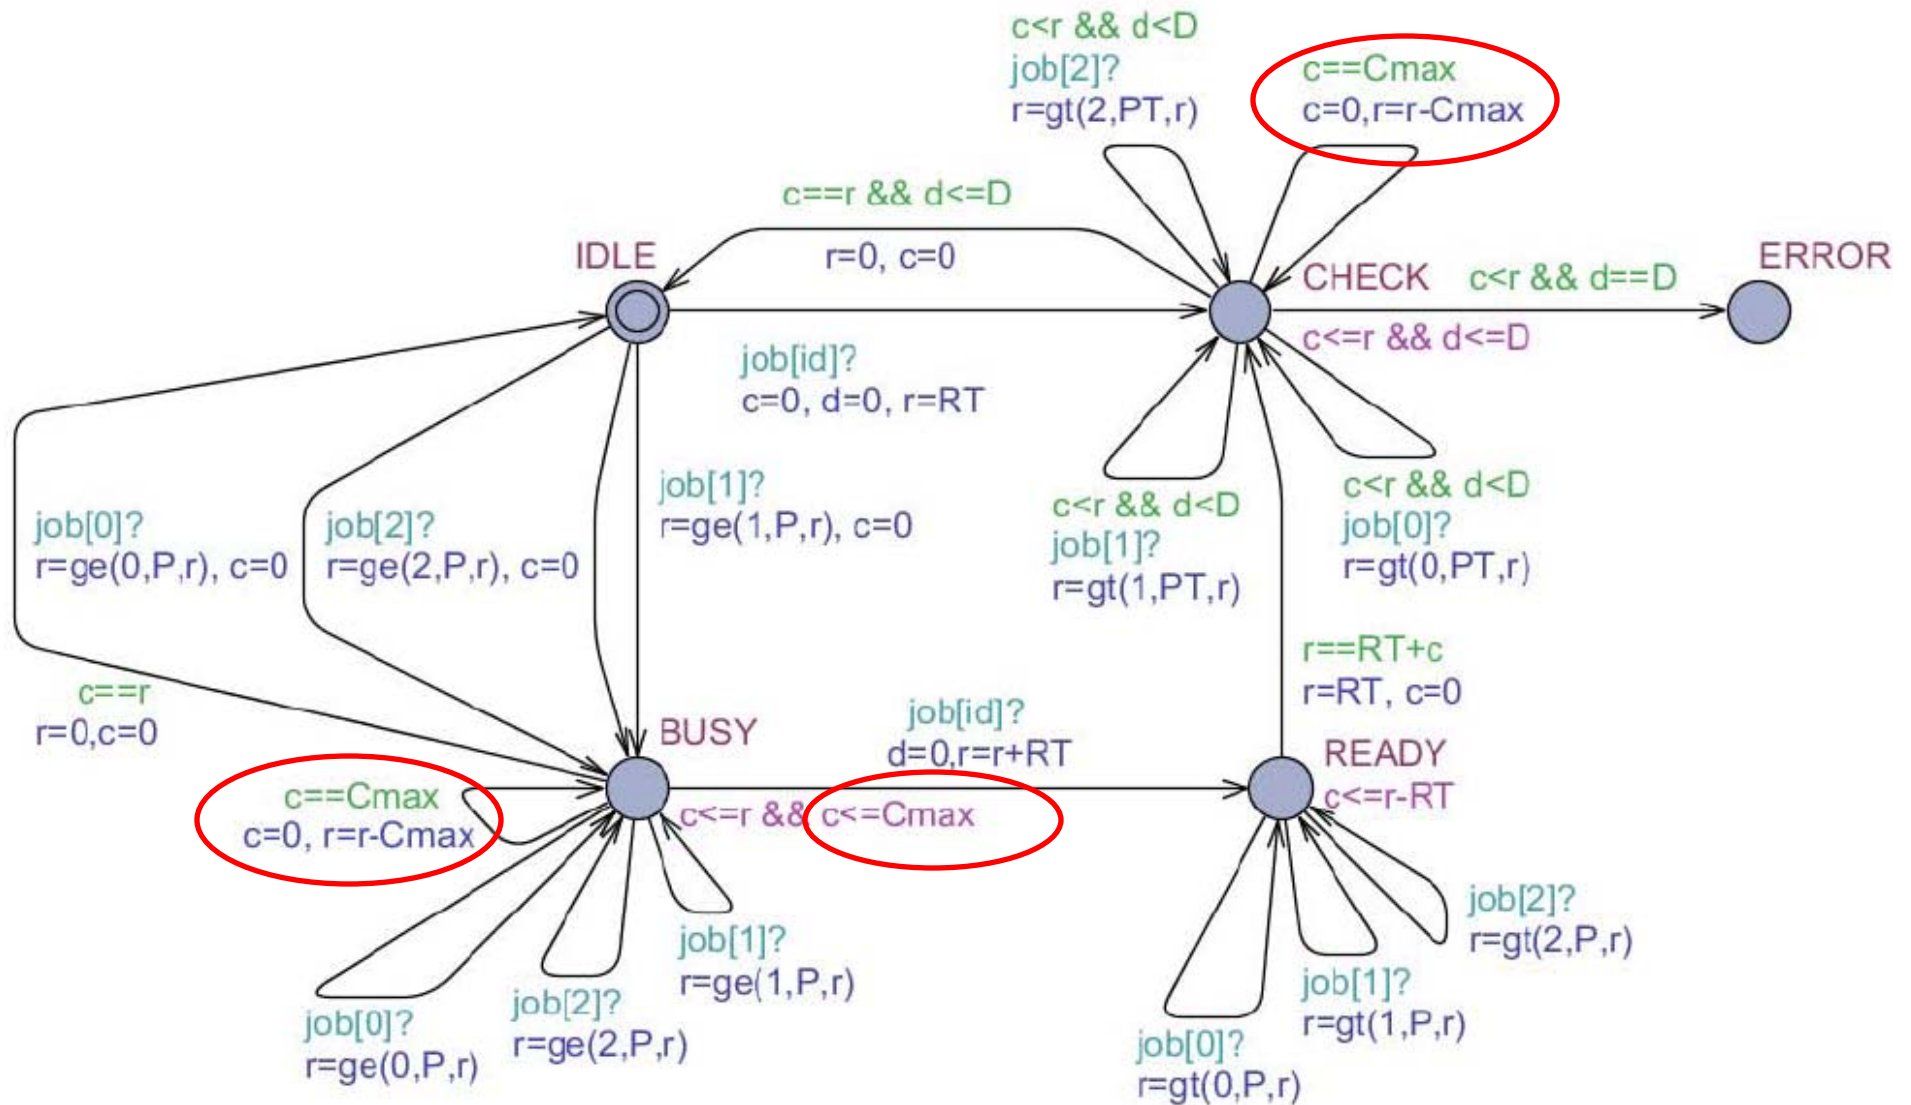 c<r && d<D
job[2]?
r=gt(2,PT,r)
c==Cmax
c=0,r=r-Cmax
c==r && d<=D
r=0, c=0
IDLE
CHECK
c<=r && d<=D
c<r && d==D
ERROR
job[id]?
c=0, d=0, r=RT
job[0]?
r=ge(0,P,r), c=0
job[2]?
r=ge(2,P,r), c=0
job[1]?
r=ge(1,P,r), c=0
c<r && d<D
job[1]?
r=gt(1,PT,r)
c<r && d<D
job[0]?
r=gt(0,PT,r)
r==RT+c
r=RT, c=0
c==r
r=0,c=0
BUSY
c<=r && c<=Cmax
job[id]?
d=0,r=r+RT
READY
c<=r-RT
c==Cmax
c=0, r=r-Cmax
job[0]?
r=ge(0,P,r)
job[2]?
r=ge(2,P,r)
job[1]?
r=ge(1,P,r)
job[0]?
r=gt(0,P,r)
job[1]?
r=gt(1,P,r)
job[2]?
r=gt(2,P,r)